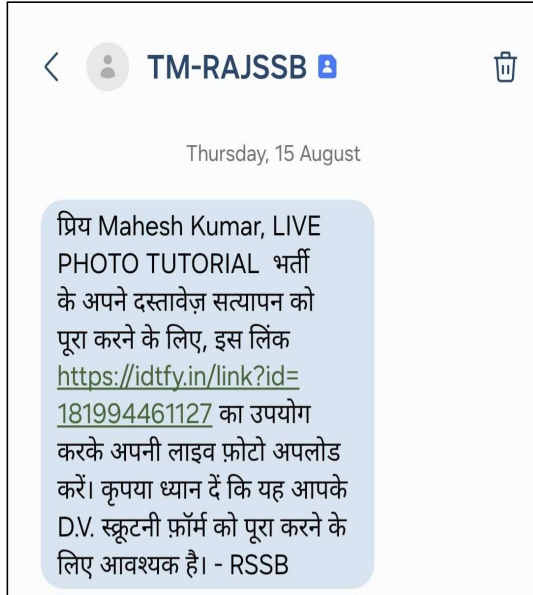 TM-RAJSSB
Thursday, 15 August
प्रिय Mahesh Kumar, LIVE
PHOTO TUTORIAL भर्ती
के अपने दस्तावेज़ सत्यापन को
पूरा करने के लिए, इस लिंक
https://idtfy.in/link?id=
181994461127 का उपयोग
करके अपनी लाइव फ़ोटो अपलोड
करें। कृपया ध्यान दें कि यह आपके
D.V. स्क्रूटनी फ़ॉर्म को पूरा करने के
लिए आवश्यक है। - RSSB